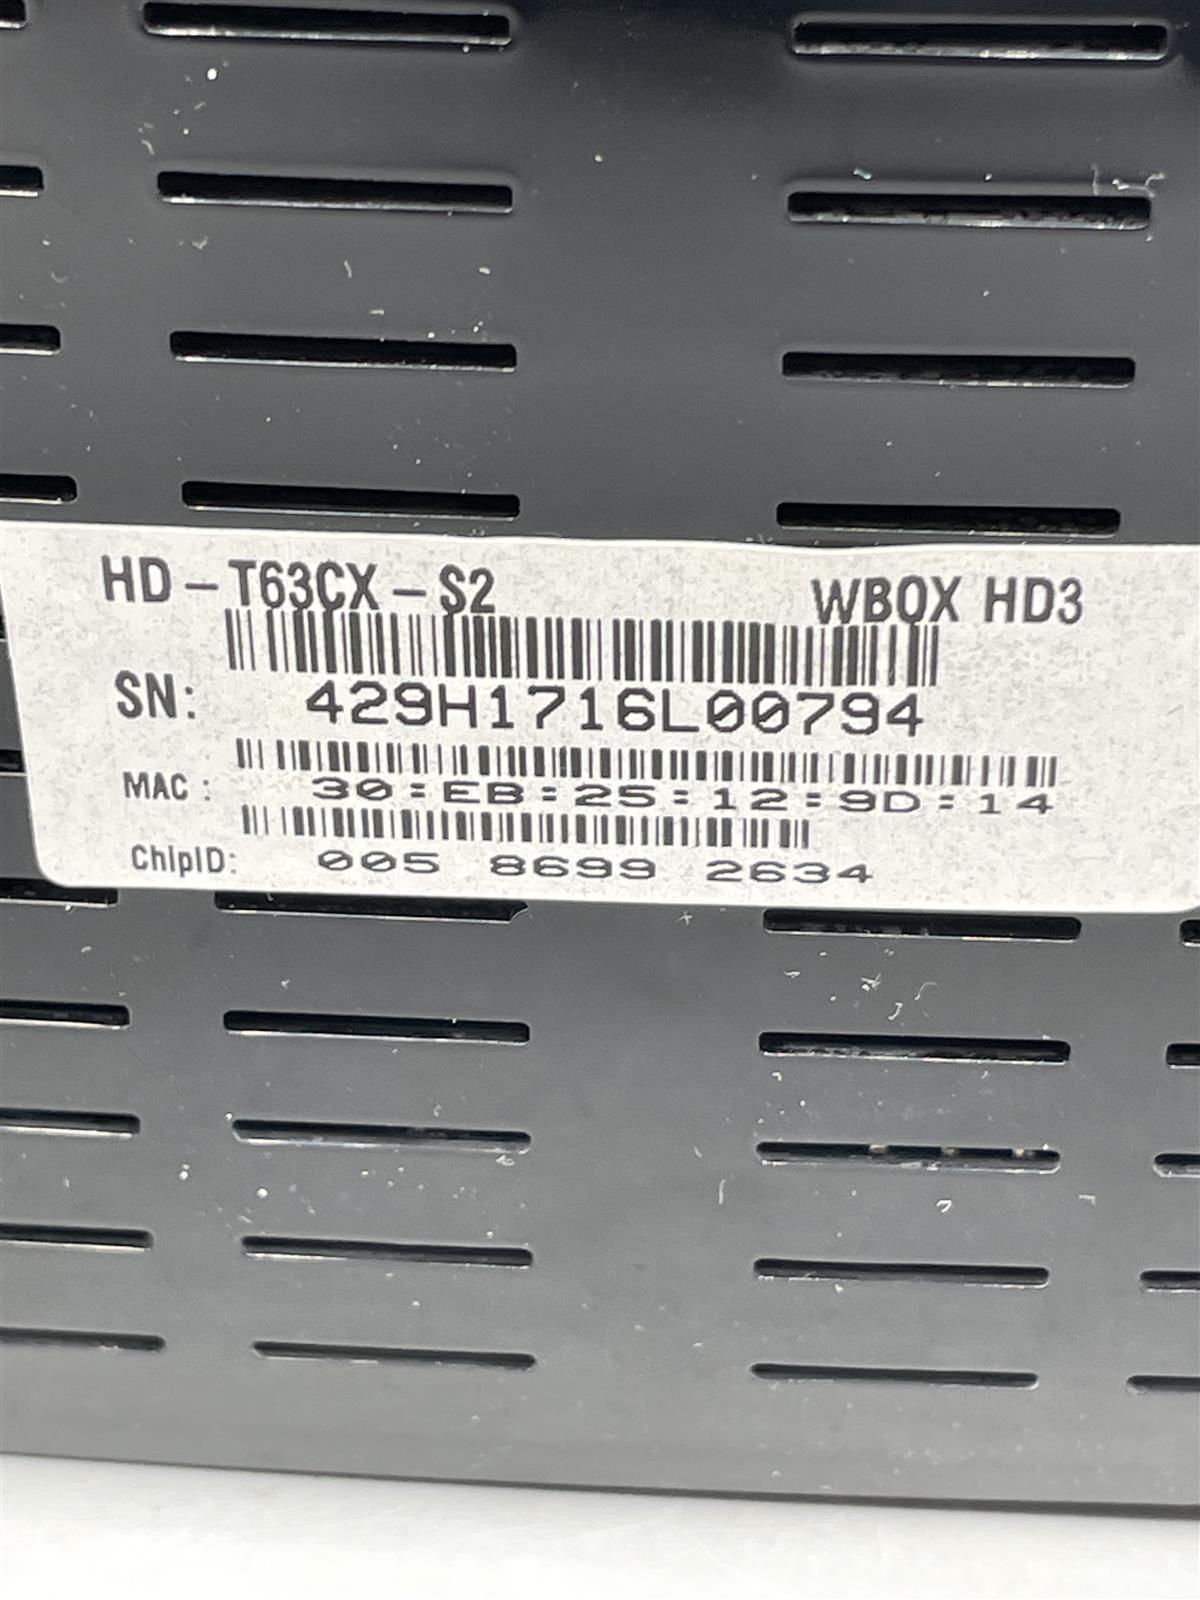 HD-T63CX-S2 WBOX HD3
SN: 429H1716L00794
MAC: 30:EB:25:12:9D:14
ChipID: 005 8699 2634